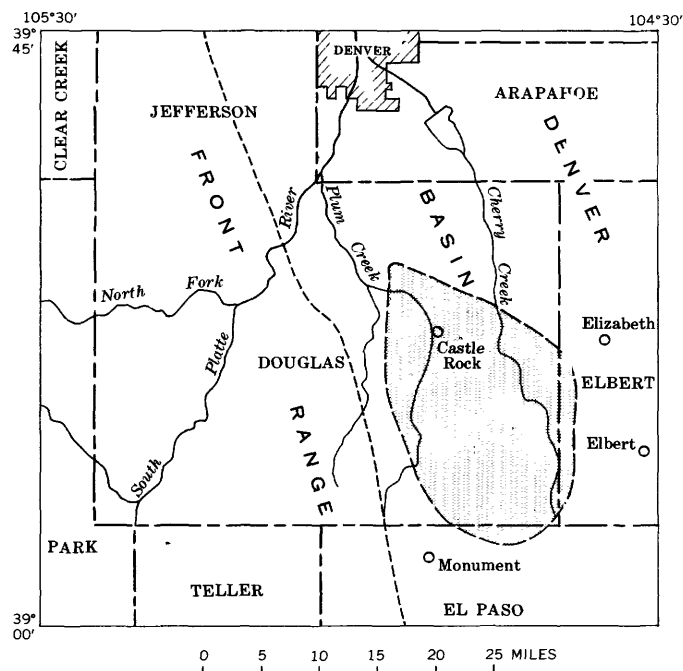 105°30'
104°30'
39°
45'
DENVER
CLEAR CREEK
JEFFERSON
ARAPAHOE
DENVER
FRONT
River
Plum
BASIN
Cherry
Creek
Creek
North
Fork
Elizabeth
Castle
Rock
Platte
DOUGLAS
ELBERT
RANGE
Elbert
South
PARK
Monument
TELLER
EL PASO
39°
00'
0 5 10 15 20 25 MILES